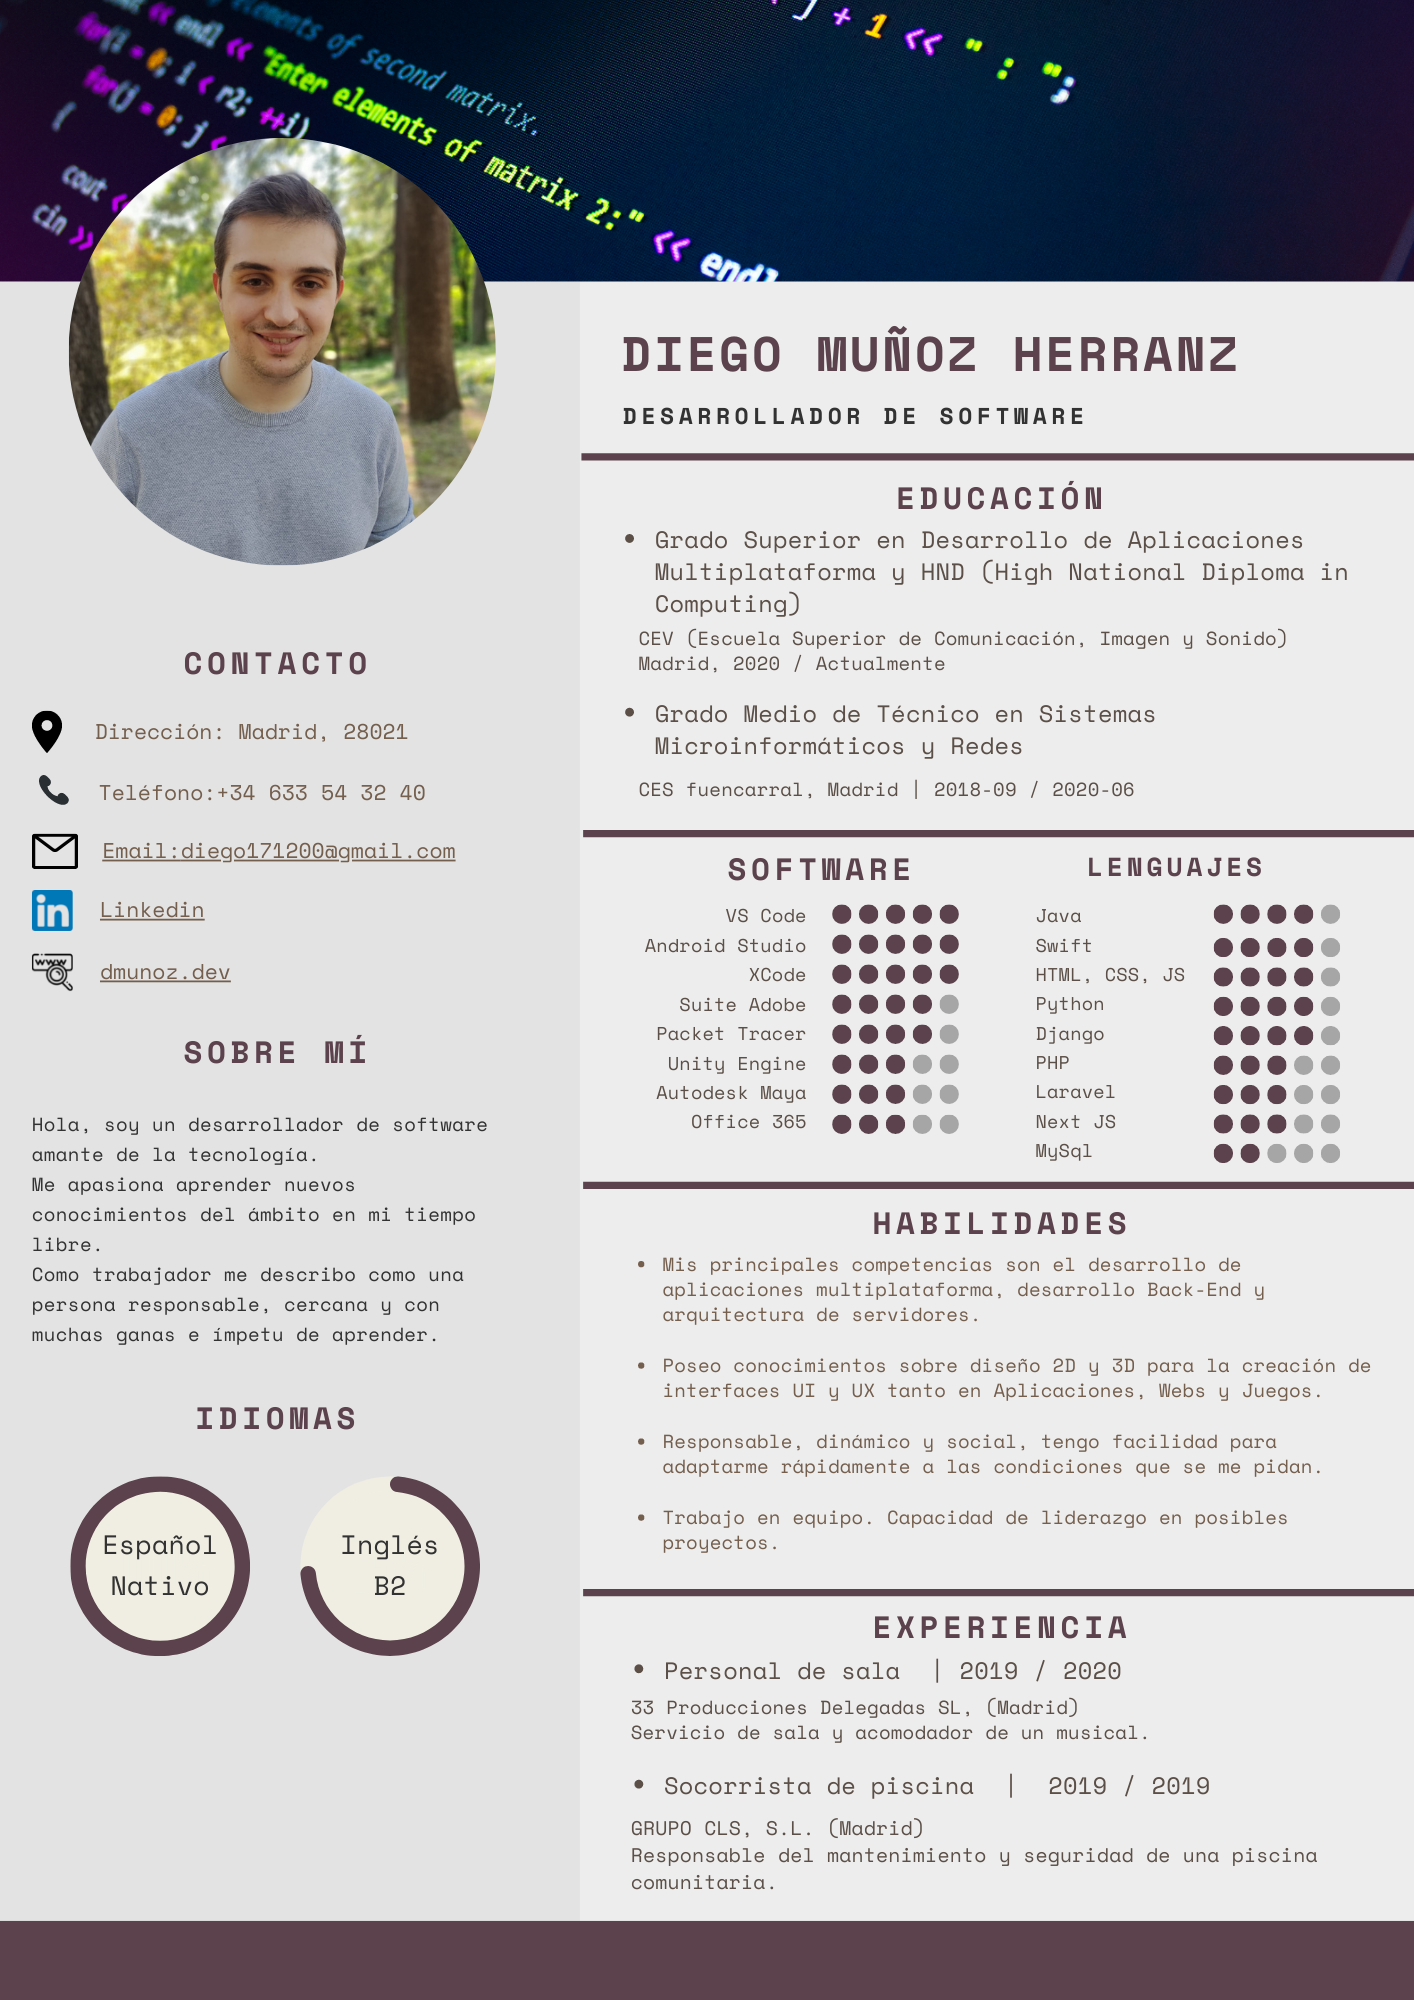 elements of second matrix.
endl << "Enter elements of matrix 2:" << endl
for(i = 0; i < r2; ++i)
for(j = 0; j <
{
cout <<
cin >>
j + 1 << " : ";
DIEGO MUÑOZ HERRANZ
DESARROLLADOR DE SOFTWARE
CONTACTO
Dirección: Madrid, 28021
Teléfono:+34 633 54 32 40
Email:diego171200@gmail.com
Linkedin
dmunoz.dev
SOBRE MÍ
Hola, soy un desarrollador de software
amante de la tecnología.
Me apasiona aprender nuevos
conocimientos del ámbito en mi tiempo
libre.
Como trabajador me describo como una
persona responsable, cercana y con
muchas ganas e ímpetu de aprender.
IDIOMAS
Español
Nativo
Inglés
B2
EDUCACIÓN
• Grado Superior en Desarrollo de Aplicaciones
Multiplataforma y HND (High National Diploma in
Computing)
CEV (Escuela Superior de Comunicación, Imagen y Sonido)
Madrid, 2020 / Actualmente
• Grado Medio de Técnico en Sistemas
Microinformáticos y Redes
CES fuencarral, Madrid | 2018-09 / 2020-06
SOFTWARE
VS Code
Android Studio
XCode
Suite Adobe
Packet Tracer
Unity Engine
Autodesk Maya
Office 365
LENGUAJES
Java
Swift
HTML, CSS, JS
Python
Django
PHP
Laravel
Next JS
MySql
HABILIDADES
• Mis principales competencias son el desarrollo de
aplicaciones multiplataforma, desarrollo Back-End y
arquitectura de servidores.
• Poseo conocimientos sobre diseño 2D y 3D para la creación de
interfaces UI y UX tanto en Aplicaciones, Webs y Juegos.
• Responsable, dinámico y social, tengo facilidad para
adaptarme rápidamente a las condiciones que se me pidan.
• Trabajo en equipo. Capacidad de liderazgo en posibles
proyectos.
EXPERIENCIA
• Personal de sala | 2019 / 2020
33 Producciones Delegadas SL, (Madrid)
Servicio de sala y acomodador de un musical.
• Socorrista de piscina | 2019 / 2019
GRUPO CLS, S.L. (Madrid)
Responsable del mantenimiento y seguridad de una piscina
comunitaria.